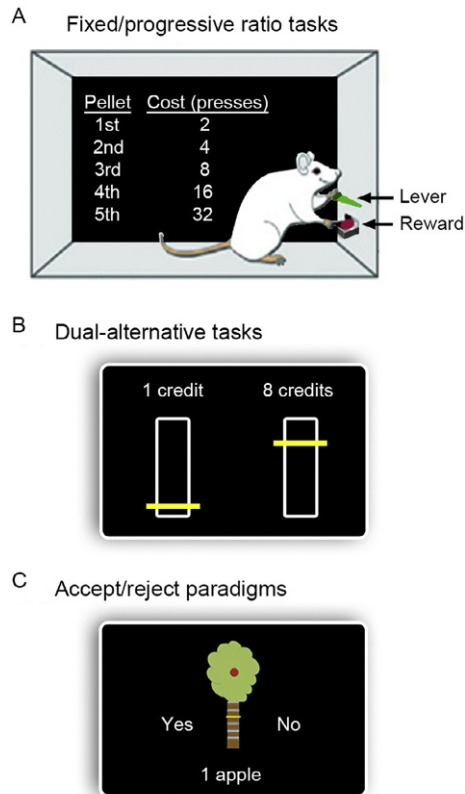 A
Fixed/progressive ratio tasks
Pellet Cost (presses)
1st 2
2nd 4
3rd 8
4th 16
5th 32
Lever
Reward
B
Dual-alternative tasks
1 credit 8 credits
C
Accept/reject paradigms
Yes No
1 apple